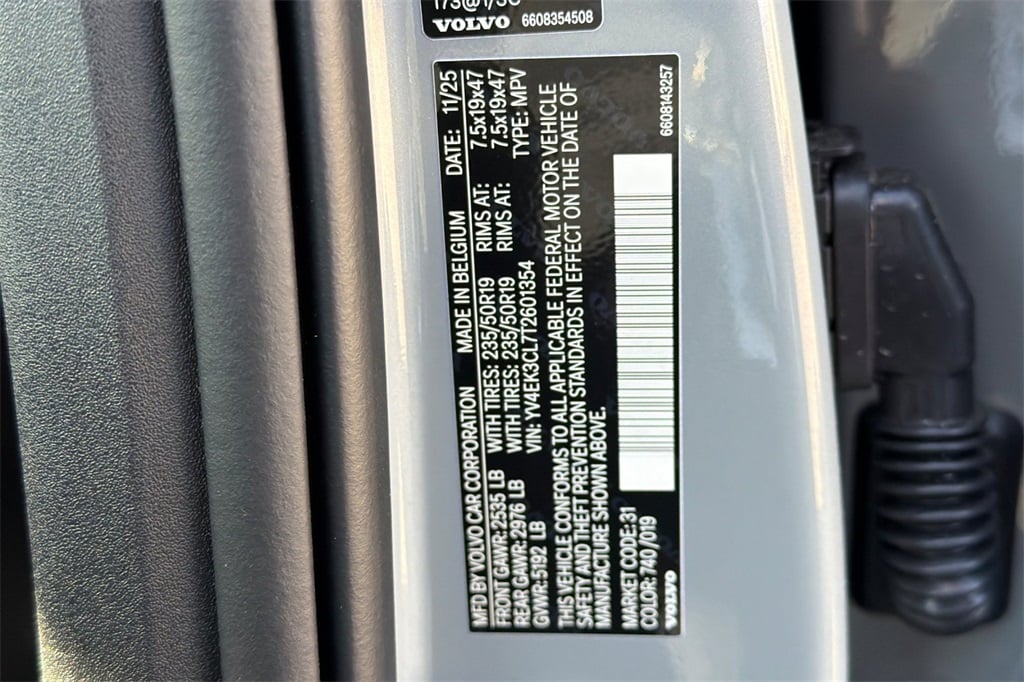 173@1/3C
VOLVO 6608354508
MFD BY VOLVO CAR CORPORATION MADE IN BELGIUM DATE: 11/25
FRONT GAWR: 2535 LB WITH TIRES: 235/50R19 RIMS AT: 7.5x19x47
REAR GAWR: 2976 LB WITH TIRES: 235/50R19 RIMS AT: 7.5x19x47
GVWR: 5192 LB VIN: YV4EK3CL7T2601354 TYPE: MPV
THIS VEHICLE CONFORMS TO ALL APPLICABLE FEDERAL MOTOR VEHICLE
SAFETY AND THEFT PREVENTION STANDARDS IN EFFECT ON THE DATE OF
MANUFACTURE SHOWN ABOVE.
MARKET CODE: 31
COLOR: 740 /019
VOLVO
6608143257